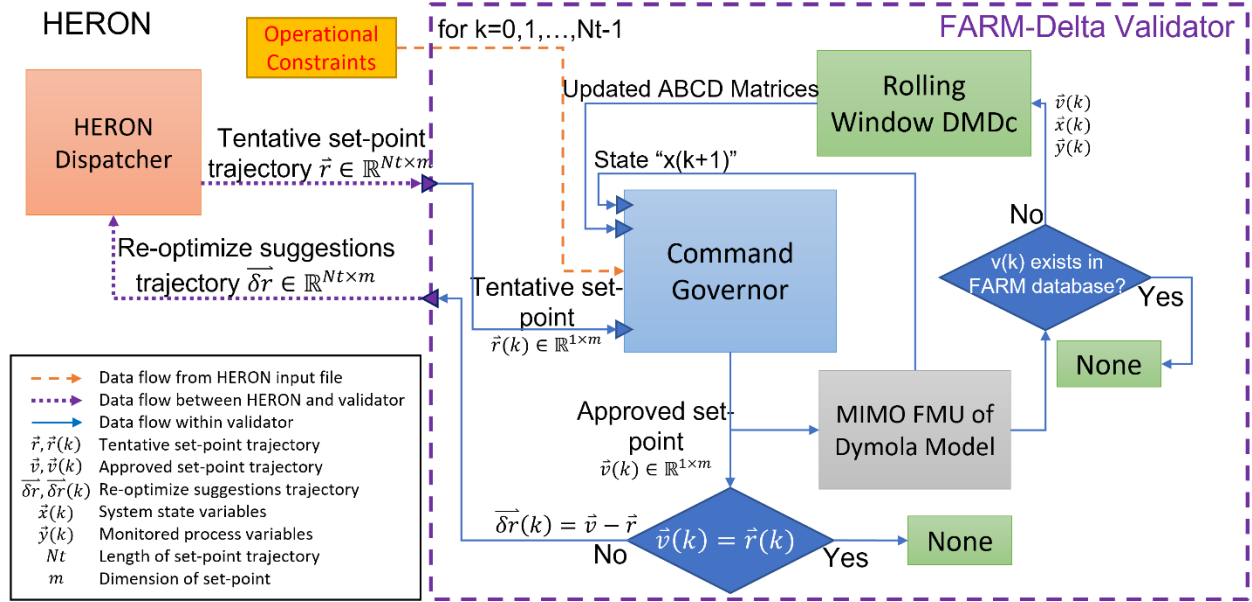 HERON
Operational
Constraints
for k=0,1,…,Nt-1
FARM-Delta Validator
HERON
Dispatcher
Tentative set-point
trajectory r⃗ ∈ ℝ^{Nt×m}
Re-optimize suggestions
trajectory δr⃗ ∈ ℝ^{Nt×m}
Updated ABCD Matrices
Rolling
Window DMDc
v⃗(k)
x⃗(k)
y⃗(k)
State “x(k+1)”
Command
Governor
Tentative set-
point
r⃗(k) ∈ ℝ^{1×m}
No
v(k) exists in
FARM database?
Yes
None
MIMO FMU of
Dymola Model
Approved set-
point
v⃗(k) ∈ ℝ^{1×m}
δr⃗(k) = v⃗ − r⃗
No
v⃗(k) = r⃗(k)
Yes
None
Data flow from HERON input file
Data flow between HERON and validator
Data flow within validator
r⃗, r⃗(k) Tentative set-point trajectory
v⃗, v⃗(k) Approved set-point trajectory
δr⃗, δr⃗(k) Re-optimize suggestions trajectory
x⃗(k) System state variables
y⃗(k) Monitored process variables
Nt Length of set-point trajectory
m Dimension of set-point